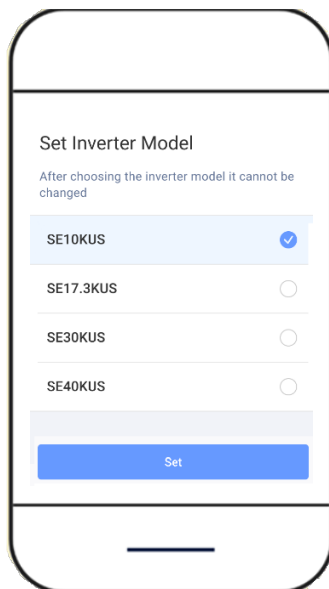 Set Inverter Model
After choosing the inverter model it cannot be
changed
SE10KUS
SE17.3KUS
SE30KUS
SE40KUS
Set